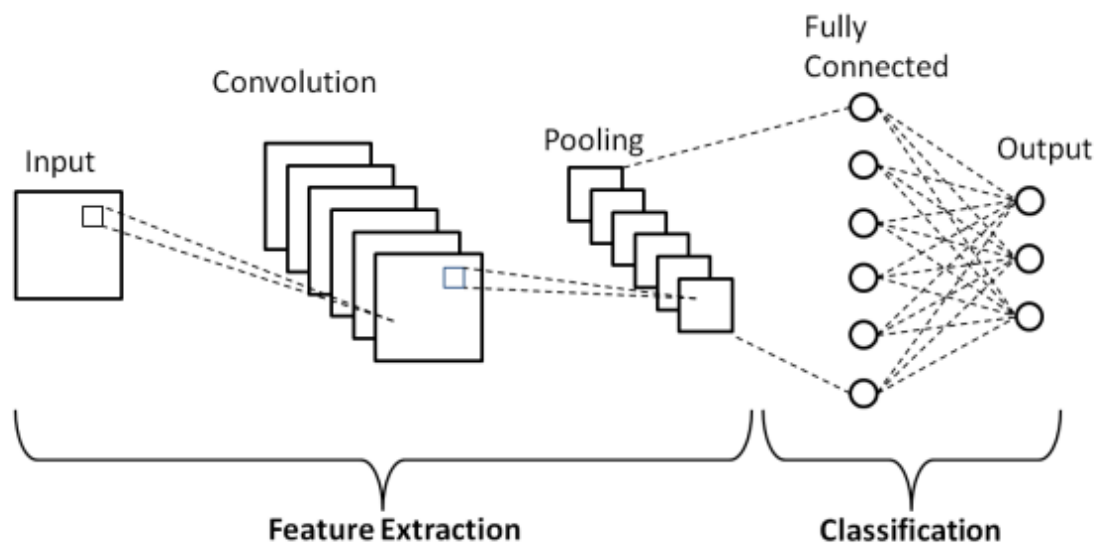 Input
Convolution
Pooling
Fully
Connected
Output
Feature Extraction
Classification